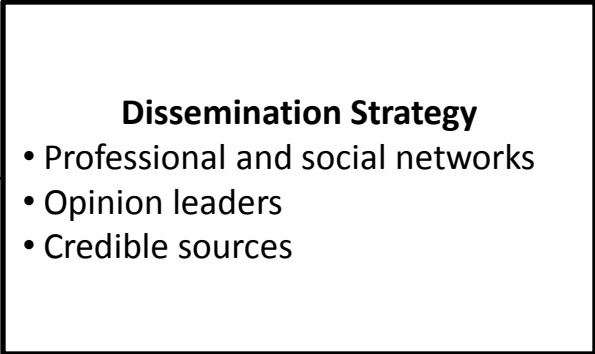 Dissemination Strategy
• Professional and social networks
• Opinion leaders
• Credible sources